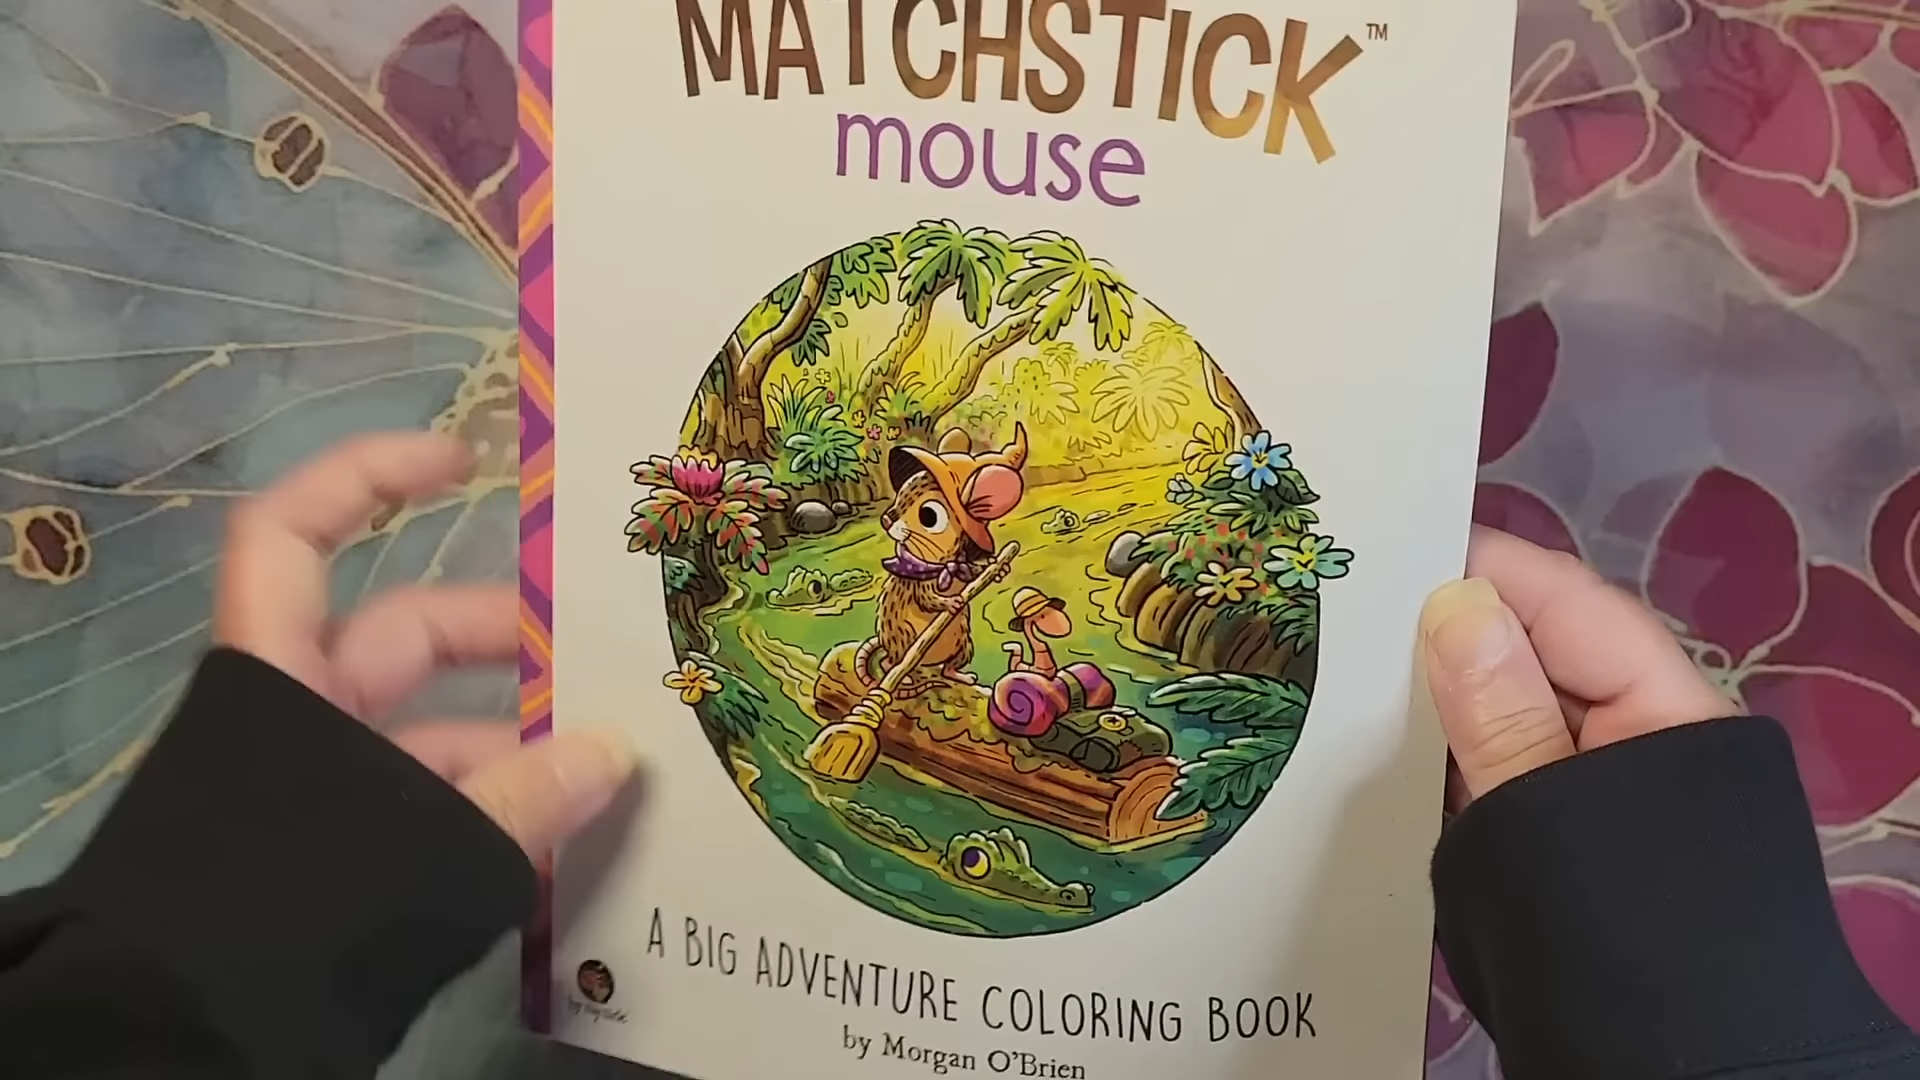 MATCHSTICK™
mouse
A BIG ADVENTURE COLORING BOOK
by Morgan O'Brien